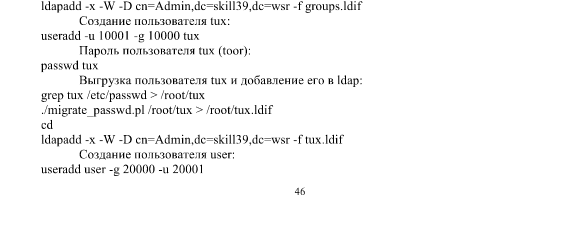 ldapadd -x -W -D cn=Admin,dc=skill39,dc=wsr -f groups.ldif
Создание пользователя tux:
useradd -u 10001 -g 10000 tux
Пароль пользователя tux (toor):
passwd tux
Выгрузка пользователя tux и добавление его в ldap:
grep tux /etc/passwd > /root/tux
./migrate_passwd.pl /root/tux > /root/tux.ldif
cd
ldapadd -x -W -D cn=Admin,dc=skill39,dc=wsr -f tux.ldif
Создание пользователя user:
useradd user -g 20000 -u 20001
46